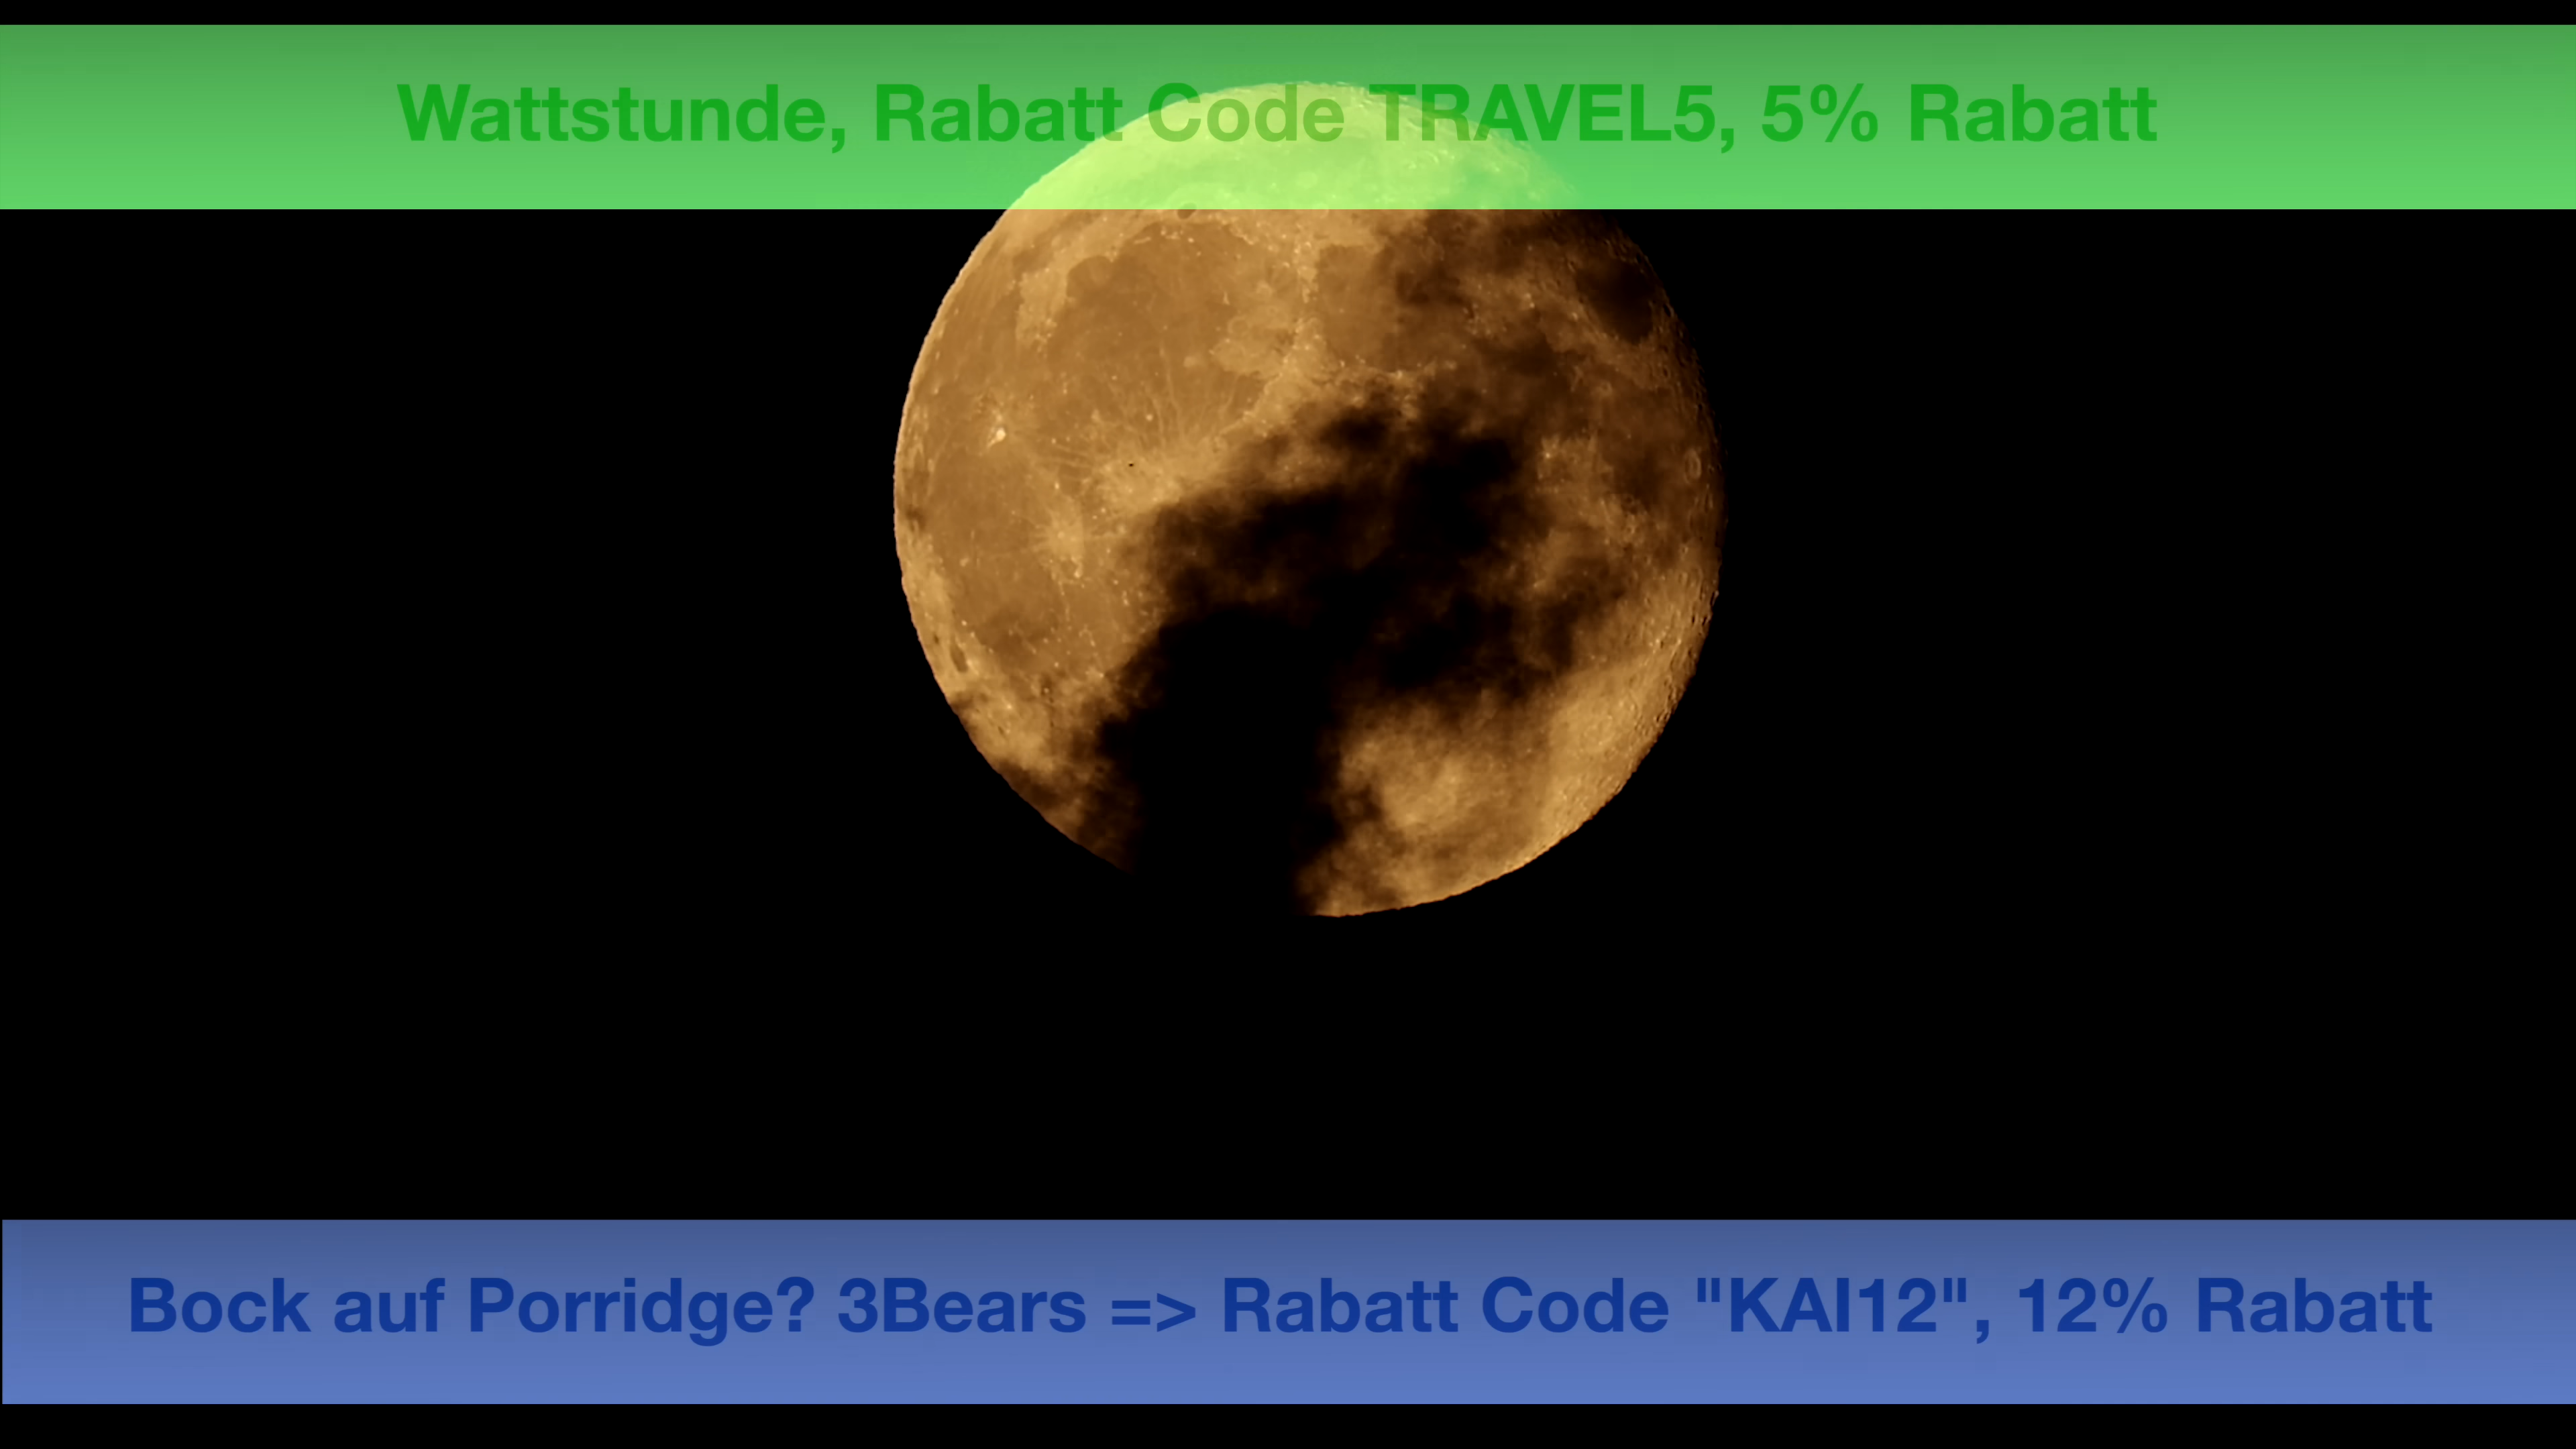 Wattstunde, Rabatt Code TRAVEL5, 5% Rabatt
Bock auf Porridge? 3Bears => Rabatt Code "KAI12", 12% Rabatt